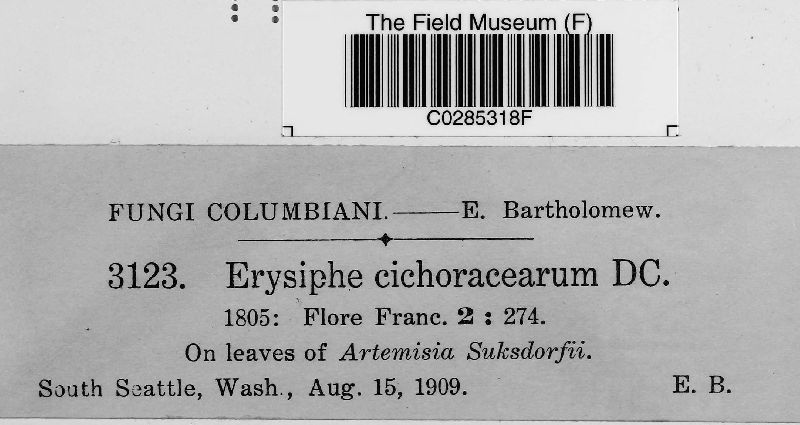 The Field Museum (F)
C0285318F
FUNGI COLUMBIANI.——E. Bartholomew.
3123. Erysiphe cichoracearum DC.
1805: Flore Franc. 2 : 274.
On leaves of Artemisia Suksdorfii.
South Seattle, Wash., Aug. 15, 1909. E. B.